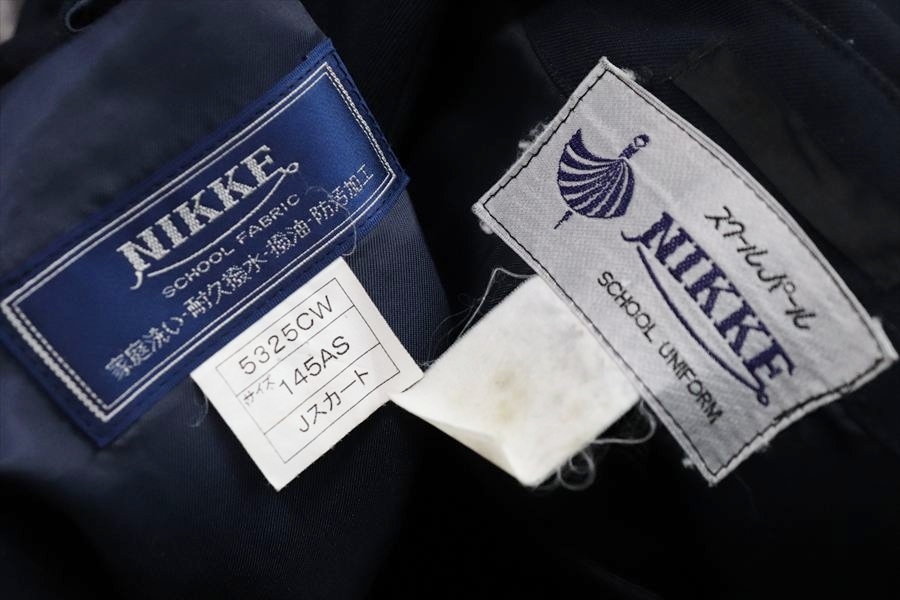 NIKKE
SCHOOL FABRIC
家庭洗い・耐久撥水・撥油・防汚加工
5325CW
サイズ 145AS
Jスカート
スクールパール
NIKKE
SCHOOL UNIFORM